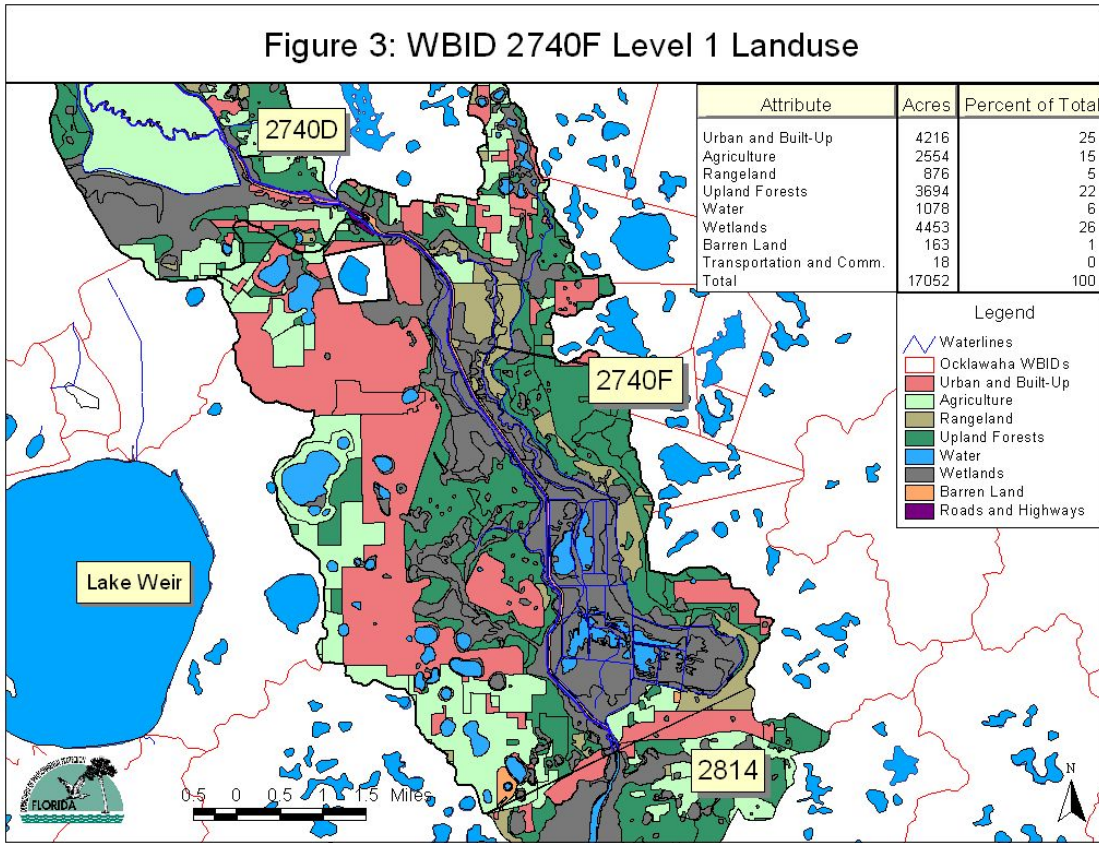 Figure 3: WBID 2740F Level 1 Landuse
Attribute Acres Percent of Total
Urban and Built-Up 4216 25
Agriculture 2554 15
Rangeland 876 5
Upland Forests 3694 22
Water 1078 6
Wetlands 4453 26
Barren Land 163 1
Transportation and Comm. 18 0
Total 17052 100
2740D
2740F
Legend
Waterlines
Ocklawaha WBIDs
Urban and Built-Up
Agriculture
Rangeland
Upland Forests
Water
Wetlands
Barren Land
Roads and Highways
Lake Weir
2814
FLORIDA
0.5 0 0.5 1 1.5 Miles
N